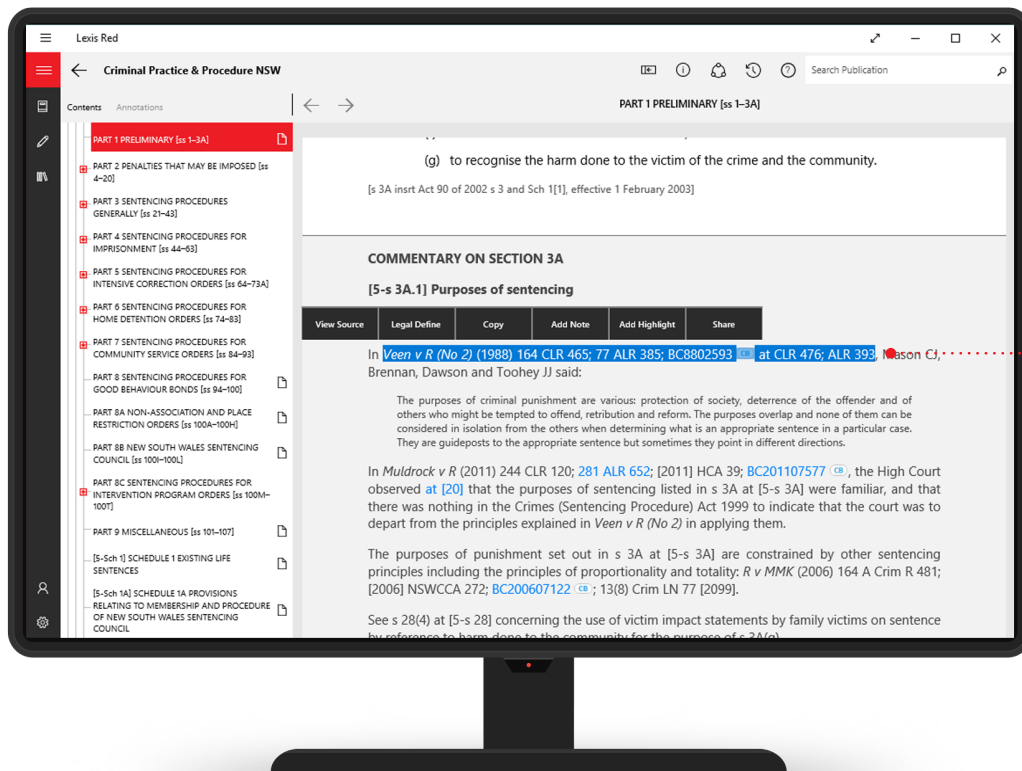 Lexis Red
Criminal Practice & Procedure NSW
Search Publication
Contents Annotations
PART 1 PRELIMINARY [ss 1–3A]
PART 1 PRELIMINARY [ss 1–3A]
PART 2 PENALTIES THAT MAY BE IMPOSED [ss
4–20]
PART 3 SENTENCING PROCEDURES
GENERALLY [ss 21–43]
PART 4 SENTENCING PROCEDURES FOR
IMPRISONMENT [ss 44–63]
PART 5 SENTENCING PROCEDURES FOR
INTENSIVE CORRECTION ORDERS [ss 64–73A]
PART 6 SENTENCING PROCEDURES FOR
HOME DETENTION ORDERS [ss 74–83]
PART 7 SENTENCING PROCEDURES FOR
COMMUNITY SERVICE ORDERS [ss 84–93]
PART 8 SENTENCING PROCEDURES FOR
GOOD BEHAVIOUR BONDS [ss 94–100]
PART 8A NON-ASSOCIATION AND PLACE
RESTRICTION ORDERS [ss 100A–100H]
PART 8B NEW SOUTH WALES SENTENCING
COUNCIL [ss 100I–100L]
PART 8C SENTENCING PROCEDURES FOR
INTERVENTION PROGRAM ORDERS [ss 100M–
100T]
PART 9 MISCELLANEOUS [ss 101–107]
[5-Sch 1] SCHEDULE 1 EXISTING LIFE
SENTENCES
[5-Sch 1A] SCHEDULE 1A PROVISIONS
RELATING TO MEMBERSHIP AND PROCEDURE
OF NEW SOUTH WALES SENTENCING
COUNCIL
(g) to recognise the harm done to the victim of the crime and the community.
[s 3A insrt Act 90 of 2002 s 3 and Sch 1[1], effective 1 February 2003]
COMMENTARY ON SECTION 3A
[5-s 3A.1] Purposes of sentencing
View Source Legal Define Copy Add Note Add Highlight Share
In Veen v R (No 2) (1988) 164 CLR 465; 77 ALR 385; BC8802593 CB at CLR 476; ALR 393, Mason CJ,
Brennan, Dawson and Toohey JJ said:
The purposes of criminal punishment are various: protection of society, deterrence of the offender and of
others who might be tempted to offend, retribution and reform. The purposes overlap and none of them can be
considered in isolation from the others when determining what is an appropriate sentence in a particular case.
They are guideposts to the appropriate sentence but sometimes they point in different directions.
In Muldrock v R (2011) 244 CLR 120; 281 ALR 652; [2011] HCA 39; BC201107577 CB, the High Court
observed at [20] that the purposes of sentencing listed in s 3A at [5-s 3A] were familiar, and that
there was nothing in the Crimes (Sentencing Procedure) Act 1999 to indicate that the court was to
depart from the principles explained in Veen v R (No 2) in applying them.
The purposes of punishment set out in s 3A at [5-s 3A] are constrained by other sentencing
principles including the principles of proportionality and totality: R v MMK (2006) 164 A Crim R 481;
[2006] NSWCCA 272; BC200607122 CB; 13(8) Crim LN 77 [2099].
See s 28(4) at [5-s 28] concerning the use of victim impact statements by family victims on sentence
by reference to harm done to the community for the purpose of s 3A(g).